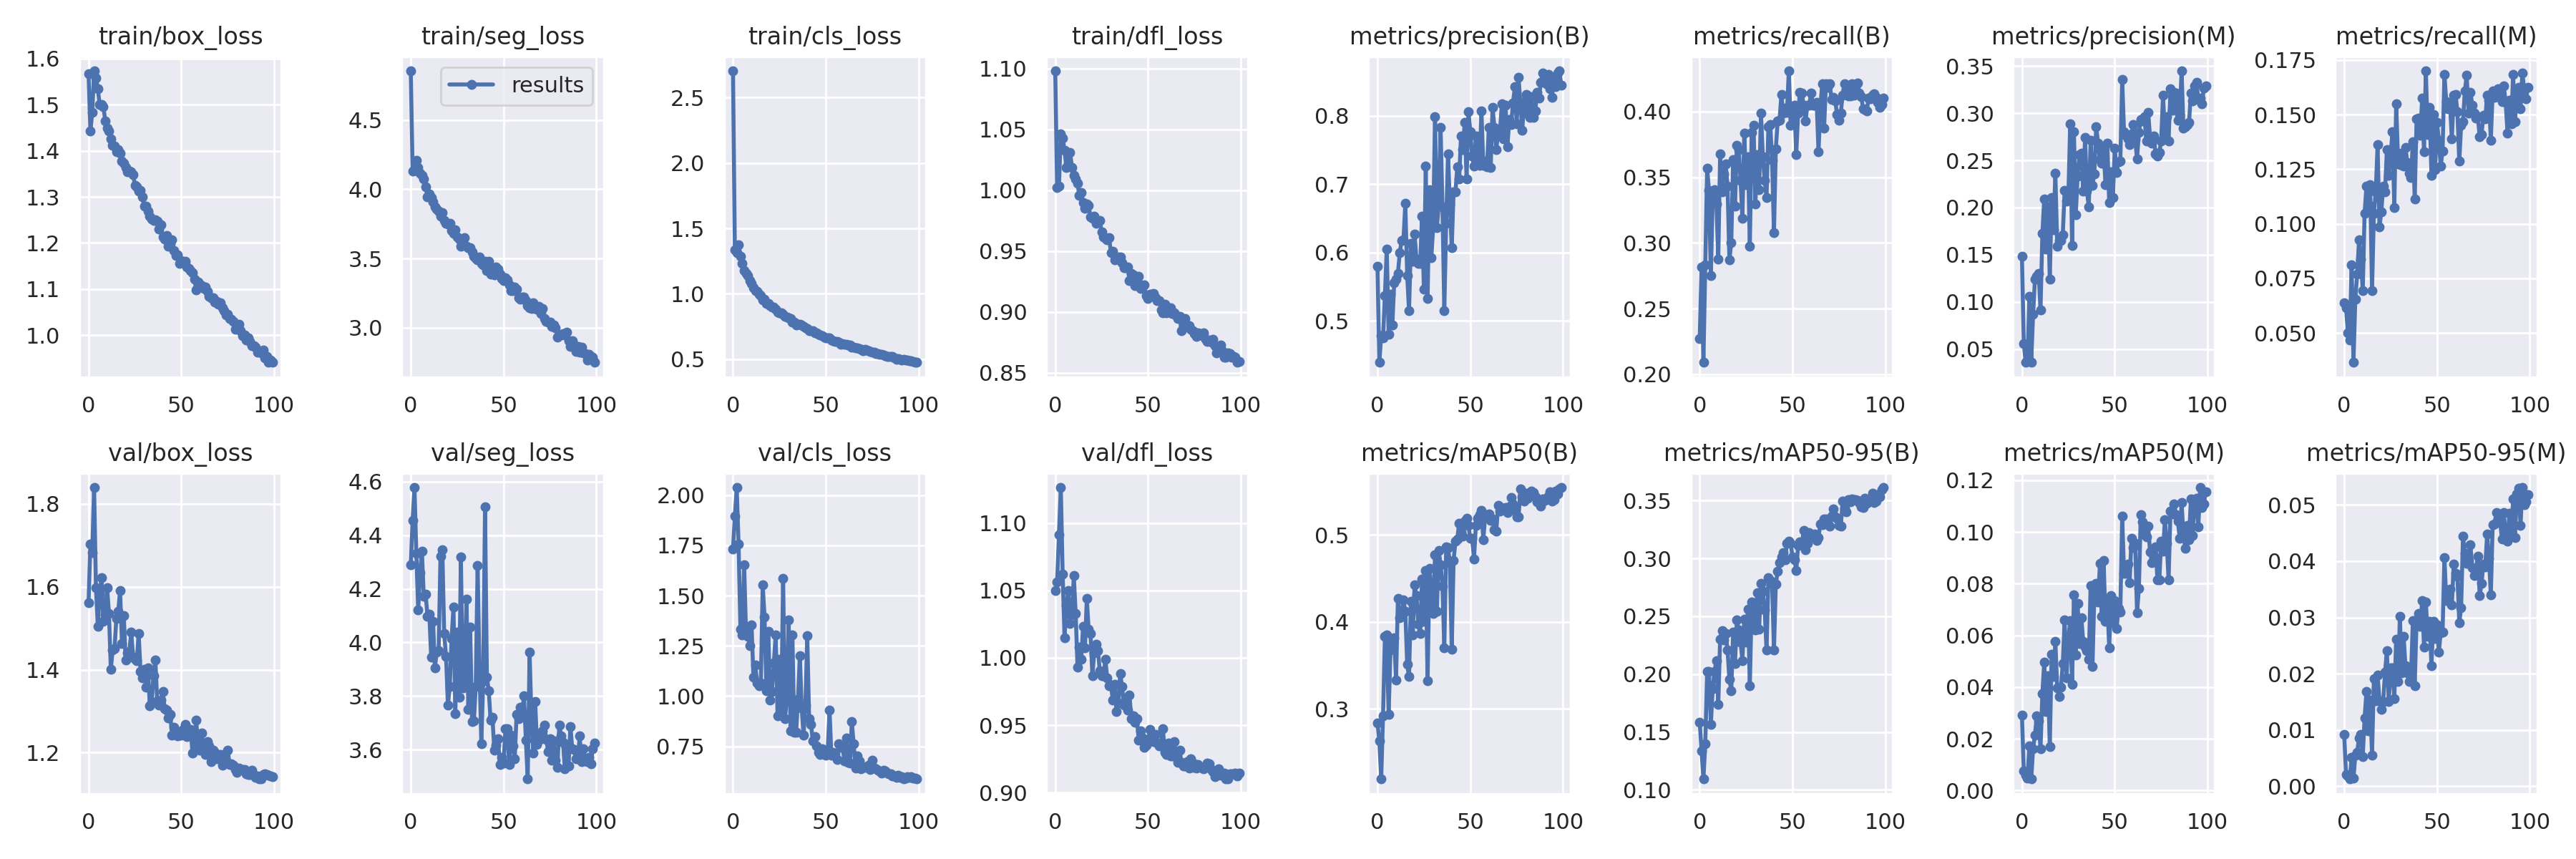 train/box_loss
train/seg_loss
train/cls_loss
train/dfl_loss
metrics/precision(B)
metrics/recall(B)
metrics/precision(M)
metrics/recall(M)
1.6
1.5
1.4
1.3
1.2
1.1
1.0
0 50 100
results
4.5
4.0
3.5
3.0
0 50 100
2.5
2.0
1.5
1.0
0.5
0 50 100
1.10
1.05
1.00
0.95
0.90
0.85
0 50 100
0.8
0.7
0.6
0.5
0 50 100
0.40
0.35
0.30
0.25
0.20
0 50 100
0.35
0.30
0.25
0.20
0.15
0.10
0.05
0 50 100
0.175
0.150
0.125
0.100
0.075
0.050
0 50 100
val/box_loss
val/seg_loss
val/cls_loss
val/dfl_loss
metrics/mAP50(B)
metrics/mAP50-95(B)
metrics/mAP50(M)
metrics/mAP50-95(M)
1.8
1.6
1.4
1.2
0 50 100
4.6
4.4
4.2
4.0
3.8
3.6
0 50 100
2.00
1.75
1.50
1.25
1.00
0.75
0 50 100
1.10
1.05
1.00
0.95
0.90
0 50 100
0.5
0.4
0.3
0 50 100
0.35
0.30
0.25
0.20
0.15
0.10
0 50 100
0.12
0.10
0.08
0.06
0.04
0.02
0.00
0 50 100
0.05
0.04
0.03
0.02
0.01
0.00
0 50 100